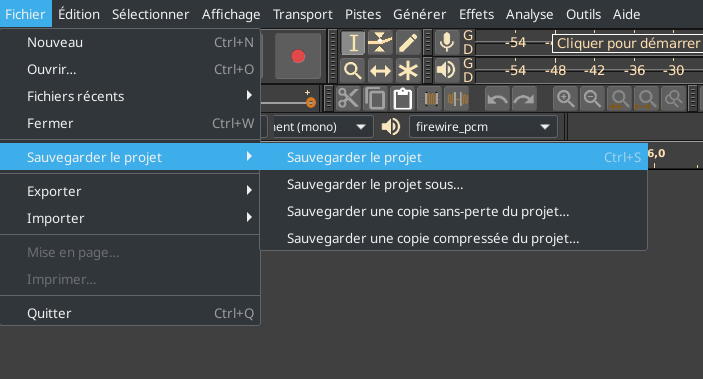 Fichier Édition Sélectionner Affichage Transport Pistes Générer Effets Analyse Outils Aide
Nouveau Ctrl+N
Ouvrir... Ctrl+O
Fichiers récents
Fermer Ctrl+W
Sauvegarder le projet
Exporter
Importer
Mise en page...
Imprimer...
Quitter Ctrl+Q
Sauvegarder le projet Ctrl+S
Sauvegarder le projet sous...
Sauvegarder une copie sans-perte du projet...
Sauvegarder une copie compressée du projet...
G
D
-54 Cliquer pour démarrer
G
D
-54 -48 -42 -36 -30
nent (mono) firewire_pcm
6,0